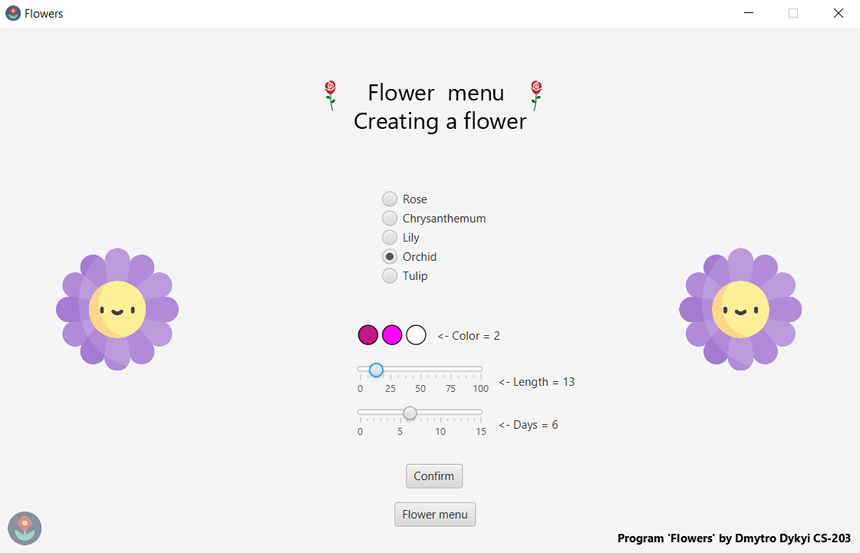 Flowers
Flower menu
Creating a flower
Rose
Chrysanthemum
Lily
Orchid
Tulip
<- Color = 2
0 25 50 75 100
<- Length = 13
0 5 10 15
<- Days = 6
Confirm
Flower menu
Program 'Flowers' by Dmytro Dykyi CS-203